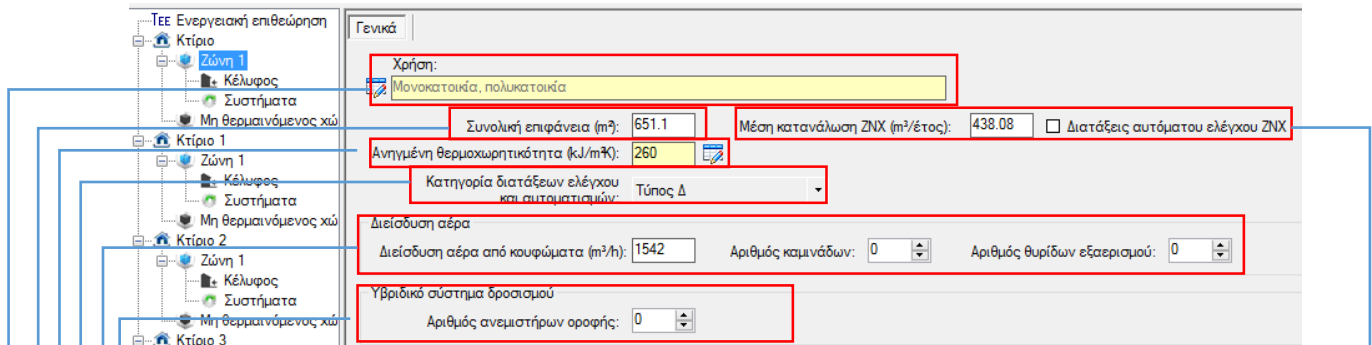 ΤΕΕ Ενεργειακή επιθεώρηση
Κτίριο
Ζώνη 1
Κέλυφος
Συστήματα
Μη θερμαινόμενος χώ
Κτίριο 1
Ζώνη 1
Κέλυφος
Συστήματα
Μη θερμαινόμενος χώ
Κτίριο 2
Ζώνη 1
Κέλυφος
Συστήματα
Μη θερμαινόμενος χώ
Κτίριο 3
Γενικά
Χρήση:
Μονοκατοικία, πολυκατοικία
Συνολική επιφάνεια (m²): 651.1 Μέση κατανάλωση ΖΝΧ (m³/έτος): 438.08 Διατάξεις αυτόματου ελέγχου ΖΝΧ
Ανηγμένη θερμοχωρητικότητα (kJ/m²K): 260
Κατηγορία διατάξεων ελέγχου
και αυτοματισμών: Τύπος Δ
Διείσδυση αέρα
Διείσδυση αέρα από κουφώματα (m³/h): 1542 Αριθμός καμινάδων: 0 Αριθμός θυρίδων εξαερισμού: 0
Υβριδικό σύστημα δροσισμού
Αριθμός ανεμιστήρων οροφής: 0